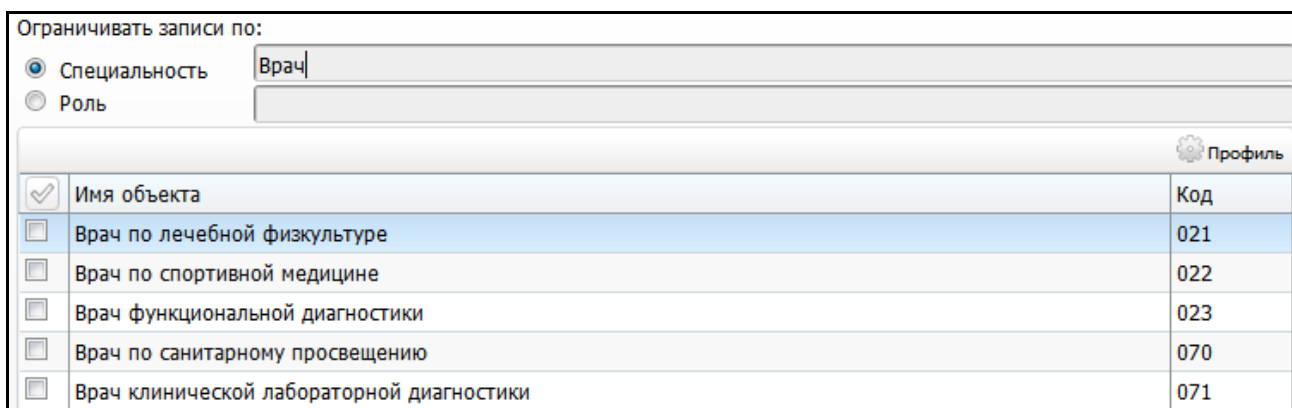 Ограничивать записи по:
Специальность Врач
Роль
Профиль
Имя объекта Код
Врач по лечебной физкультуре 021
Врач по спортивной медицине 022
Врач функциональной диагностики 023
Врач по санитарному просвещению 070
Врач клинической лабораторной диагностики 071